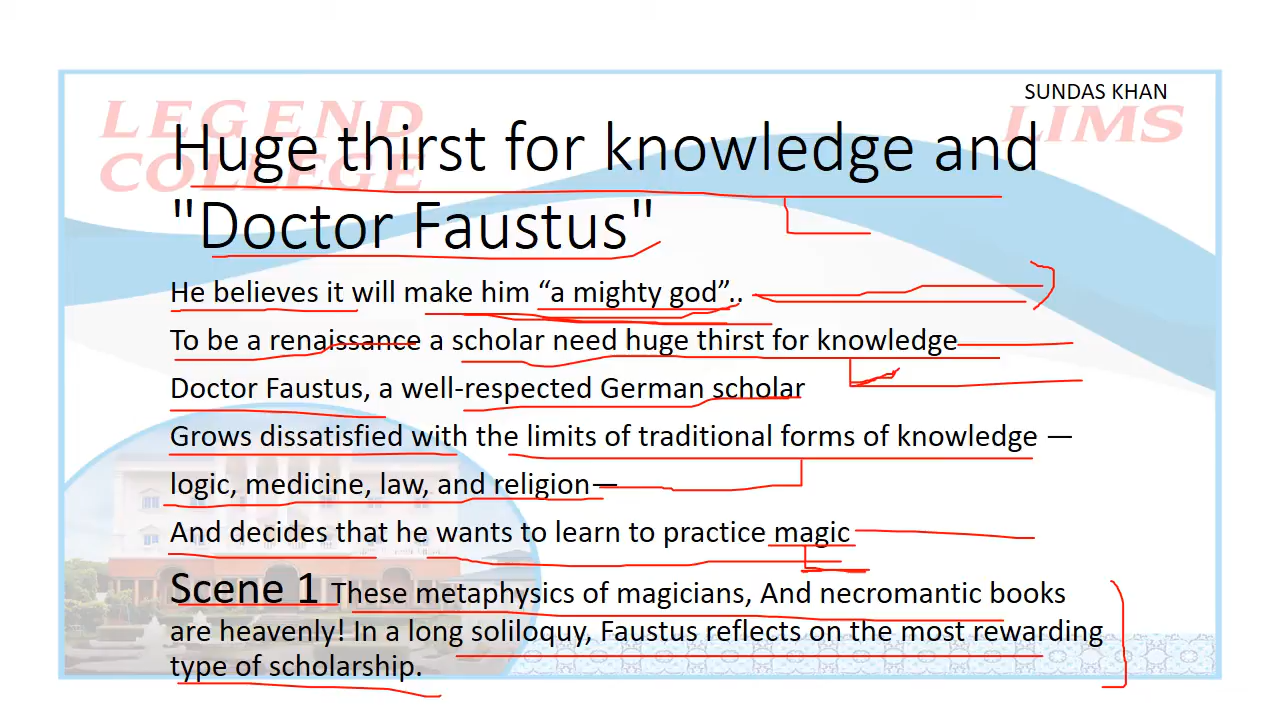 SUNDAS KHAN
LEGEND
COLLEGE
LIMS
Huge thirst for knowledge and
"Doctor Faustus"
He believes it will make him “a mighty god”..
To be a renaissance a scholar need huge thirst for knowledge
Doctor Faustus, a well-respected German scholar
Grows dissatisfied with the limits of traditional forms of knowledge —
logic, medicine, law, and religion—
And decides that he wants to learn to practice magic
Scene 1 These metaphysics of magicians, And necromantic books
are heavenly! In a long soliloquy, Faustus reflects on the most rewarding
type of scholarship.